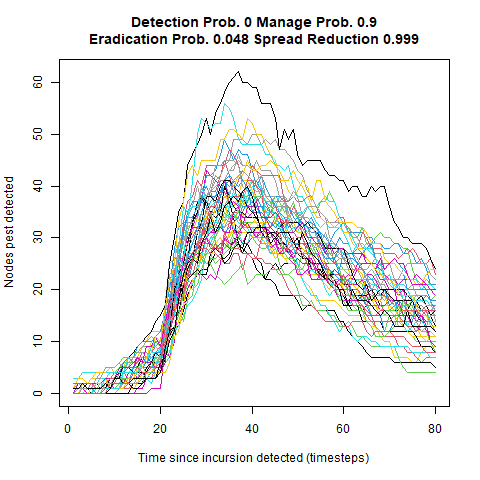 Detection Prob. 0 Manage Prob. 0.9
Eradication Prob. 0.048 Spread Reduction 0.999
Nodes pest detected
60
50
40
30
20
10
0
0 20 40 60 80
Time since incursion detected (timesteps)